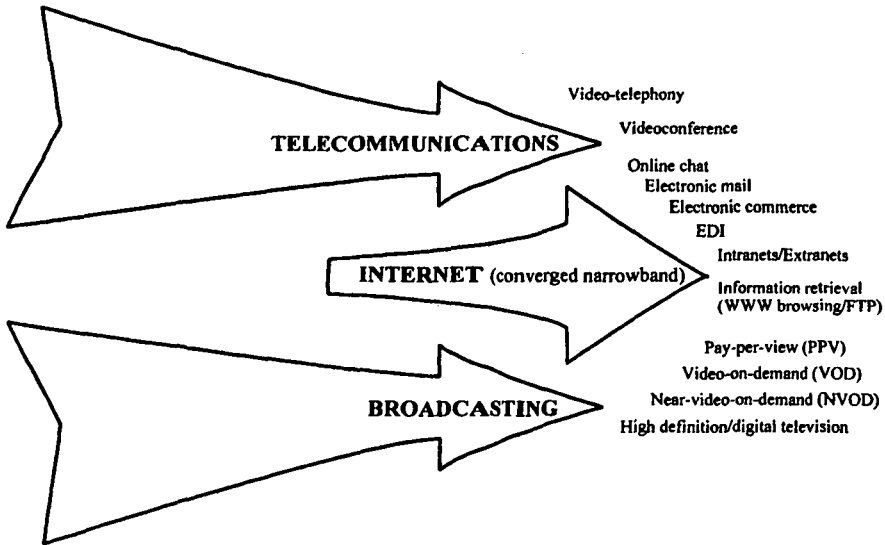 Video-telephony
Videoconference
TELECOMMUNICATIONS
Online chat
Electronic mail
Electronic commerce
EDI
Intranets/Extranets
INTERNET (converged narrowband)
Information retrieval
(WWW browsing/FTP)
Pay-per-view (PPV)
Video-on-demand (VOD)
Near-video-on-demand (NVOD)
BROADCASTING
High definition/digital television